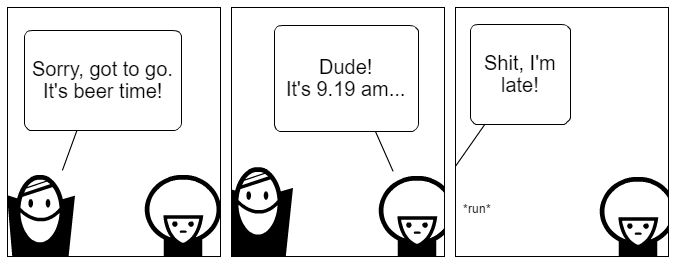 Sorry, got to go.
It's beer time!
Dude!
It's 9.19 am...
Shit, I'm
late!
*run*